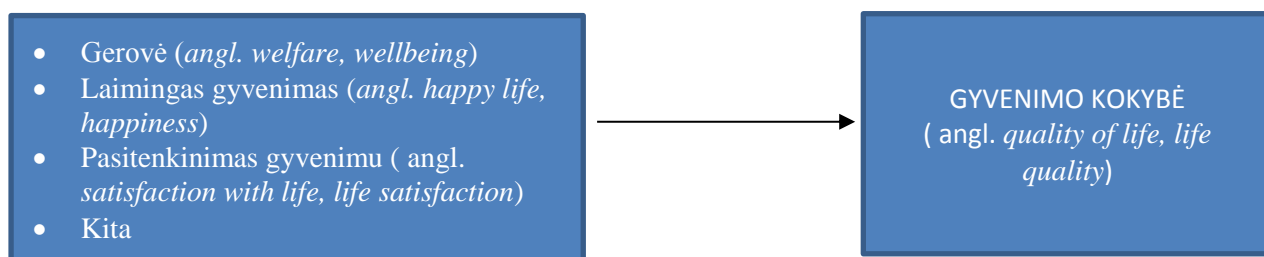 • Gerovė (angl. welfare, wellbeing)
• Laimingas gyvenimas (angl. happy life,
happiness)
• Pasitenkinimas gyvenimu ( angl.
satisfaction with life, life satisfaction)
• Kita
GYVENIMO KOKYBĖ
( angl. quality of life, life
quality)